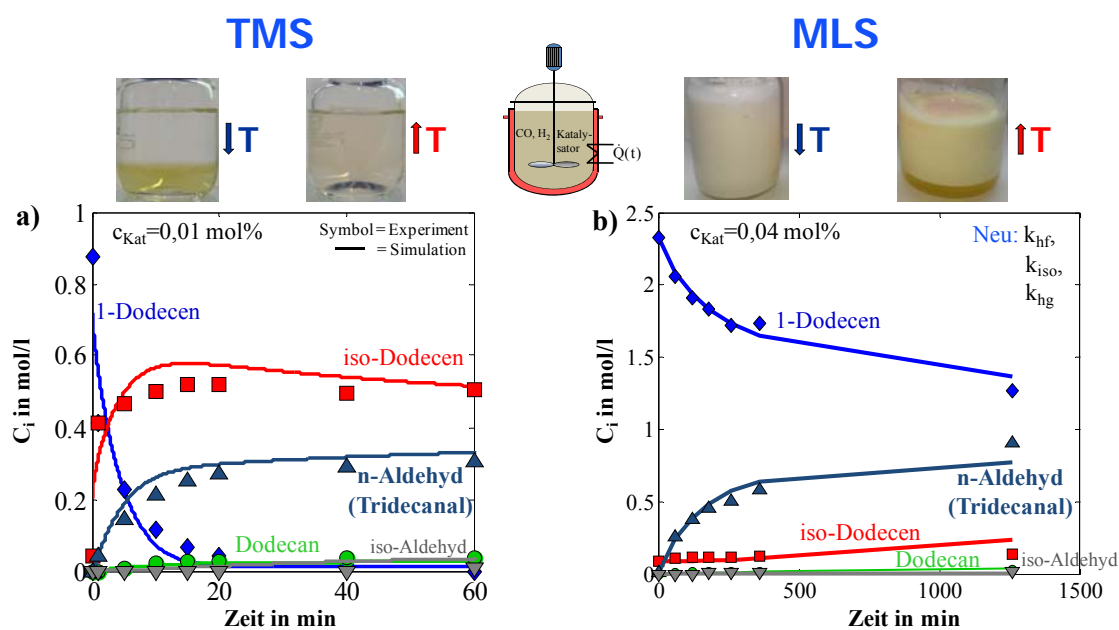 TMS
MLS
T
T
CO, H2
Kataly-
sator
Q̇(t)
T
T
a)
cKat=0,01 mol%
Symbol=Experiment
= Simulation
1-Dodecen
iso-Dodecen
n-Aldehyd
(Tridecanal)
Dodecan
iso-Aldehyd
Ci in mol/l
1
0.8
0.6
0.4
0.2
0
0
20
40
60
Zeit in min
b)
cKat=0,04 mol%
Neu: khf,
kiso,
khg
1-Dodecen
n-Aldehyd
(Tridecanal)
iso-Dodecen
Dodecan
iso-Aldehyd
Ci in mol/l
2.5
2
1.5
1
0.5
0
0
500
1000
1500
Zeit in min